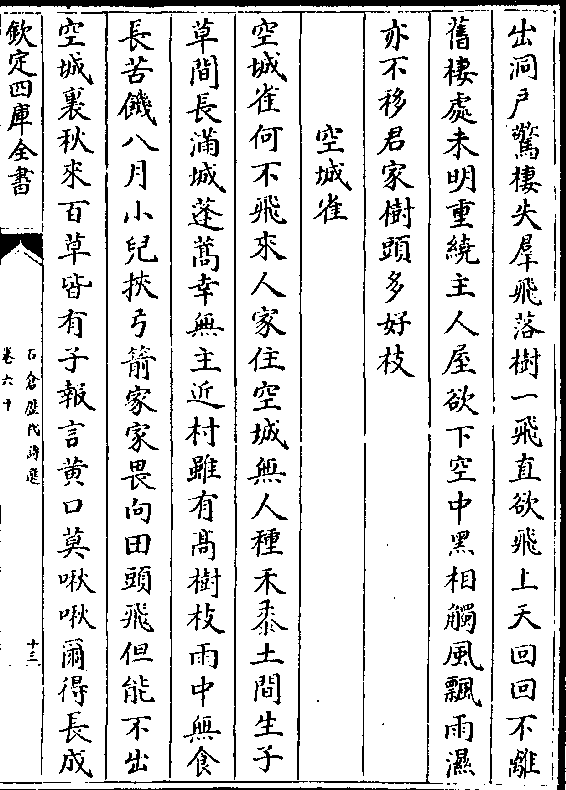 出洞戸驚棲失羣飛落樹一飛直欲飛上天回回不離
舊棲處未明重繞主人屋欲下空中黑相觸風飄雨濕
亦不移君家樹頭多好枝
空城雀
空城雀何不飛來人家住空城無人種禾黍土間生子
草間長滿城蓬蒿幸無主近村雖有髙樹枝雨中無食
長苦饑八月小兒挾弓箭家家畏向田頭飛但能不出
空城裏秋來百草皆有子報言黄口莫啾啾爾得長成
欽定四庫全書
石倉歷代詩選
卷六十
十三